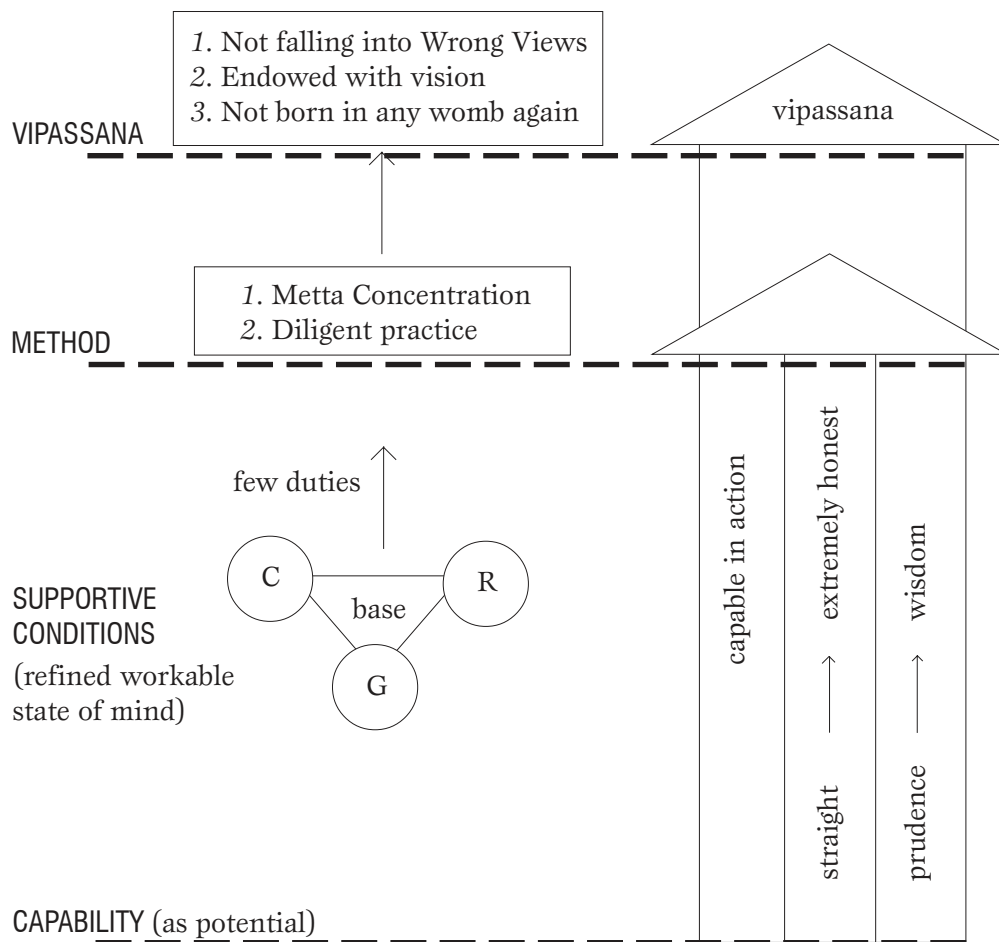 1. Not falling into Wrong Views
2. Endowed with vision
3. Not born in any womb again
VIPASSANA
vipassana
1. Metta Concentration
2. Diligent practice
METHOD
few duties
C
R
base
G
SUPPORTIVE
CONDITIONS
(refined workable
state of mind)
capable in action
extremely honest
straight
wisdom
prudence
CAPABILITY (as potential)